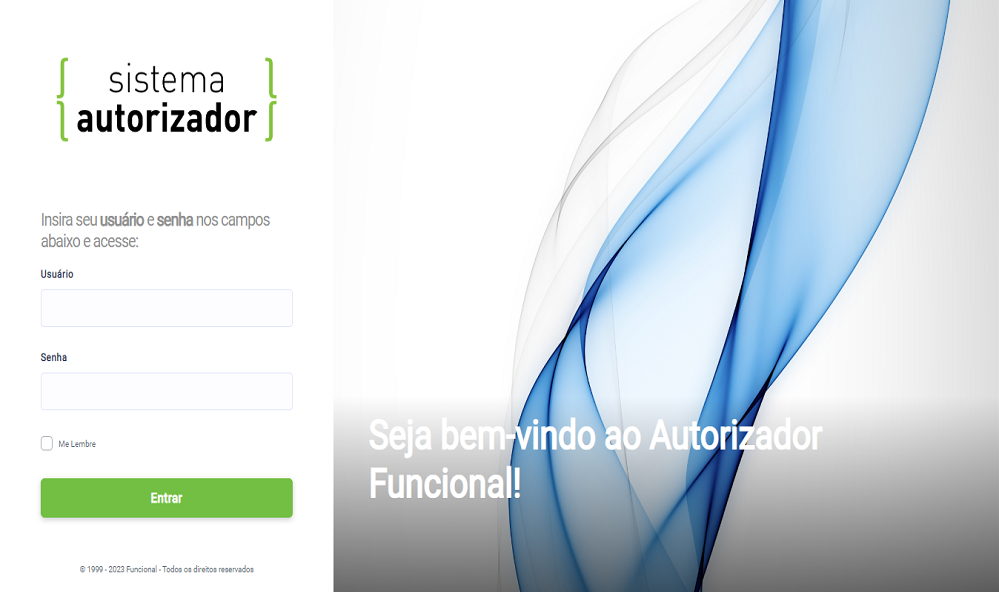 sistema
autorizador
Insira seu usuário e senha nos campos
abaixo e acesse:
Usuário
Senha
Me Lembre
Entrar
© 1999 - 2023 Funcional - Todos os direitos reservados
Seja bem-vindo ao Autorizador
Funcional!